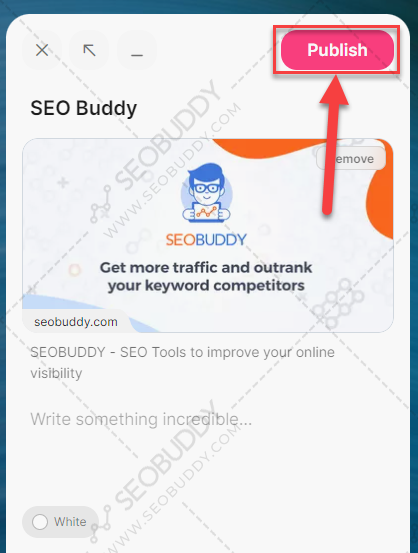 Publish
SEO Buddy
SEOBUDDY
WWW.SEOBUDDY.COM
SEOBUDDY
Get more traffic and outrank
your keyword competitors
seobuddy.com
SEOBUDDY - SEO Tools to improve your online
visibility
Write something incredible...
SEOBUDDY
WWW.SEOBUDDY.COM
White